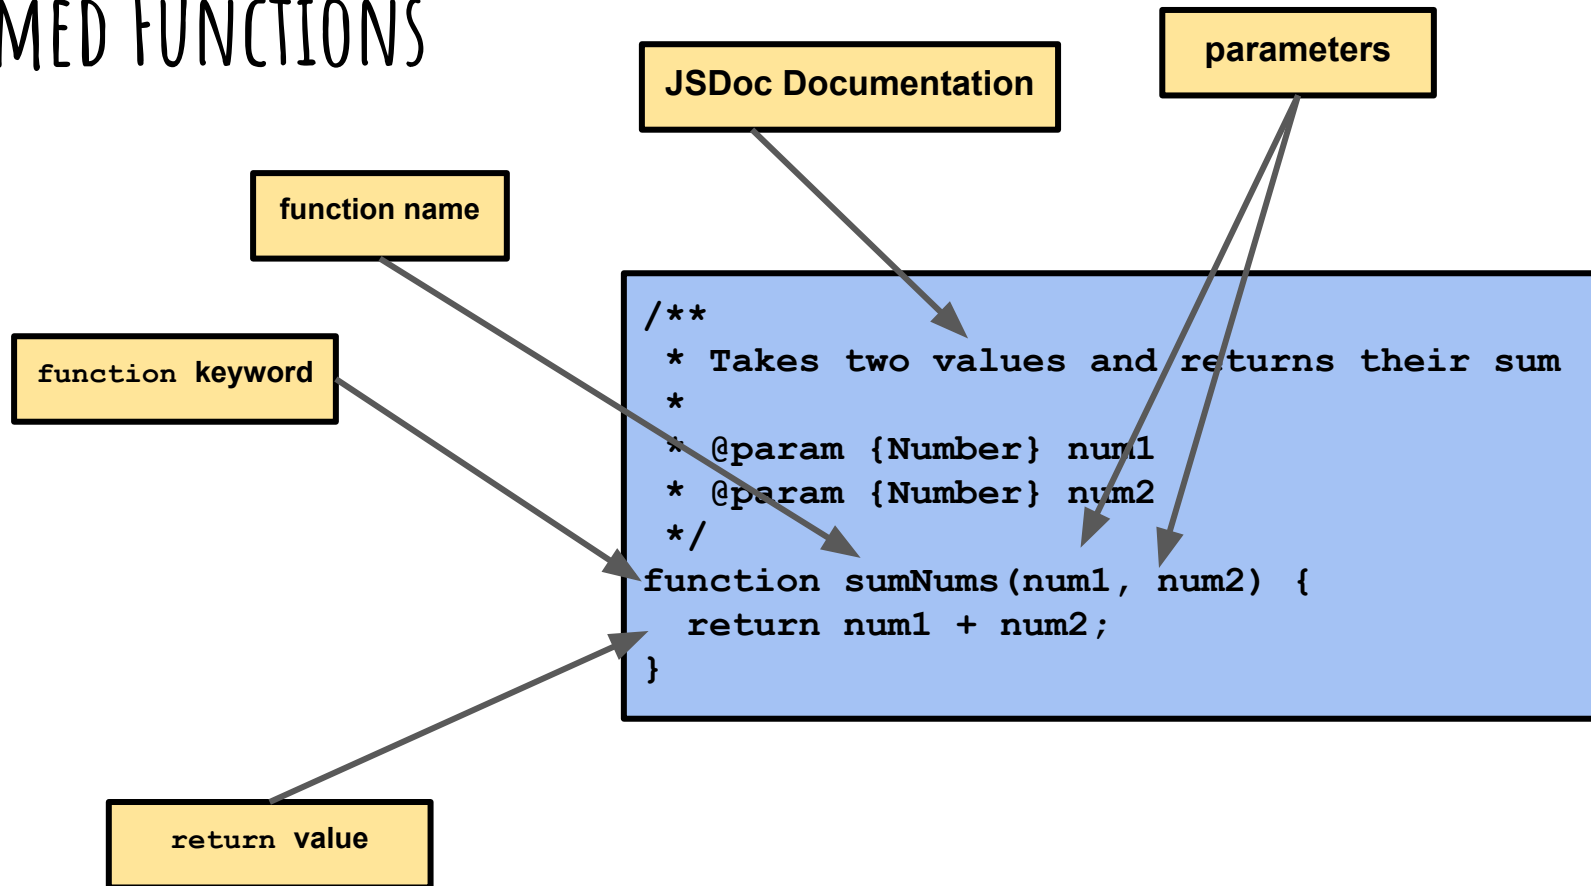 MED FUNCTIONS
parameters
JSDoc Documentation
function name
function keyword
/**
 * Takes two values and returns their sum
 *
 * @param {Number} num1
 * @param {Number} num2
 */
function sumNums(num1, num2) {
  return num1 + num2;
}
return value